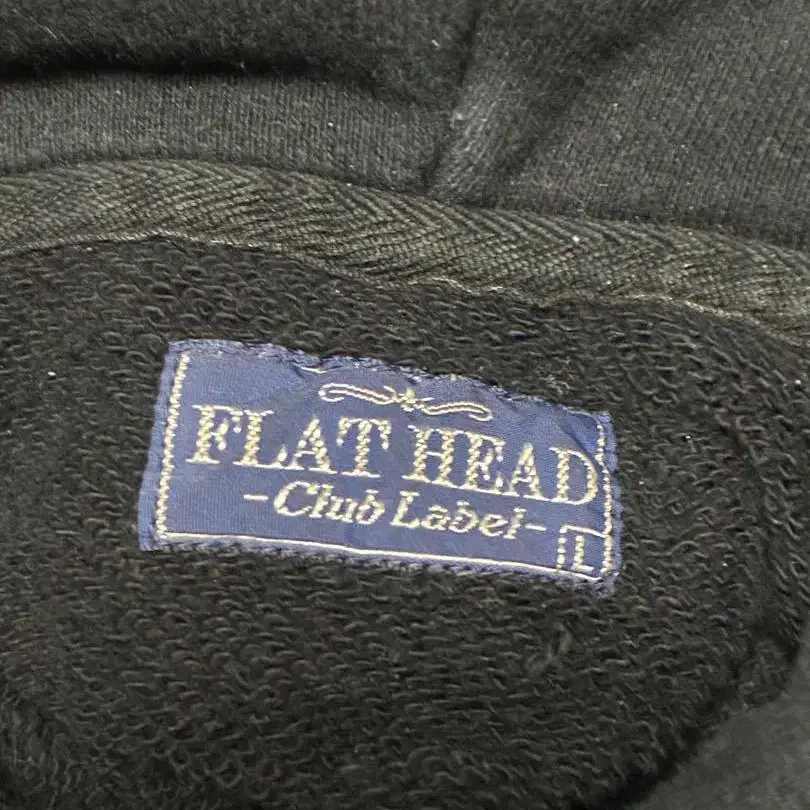 FLAT HEAD
-Club Label-
L